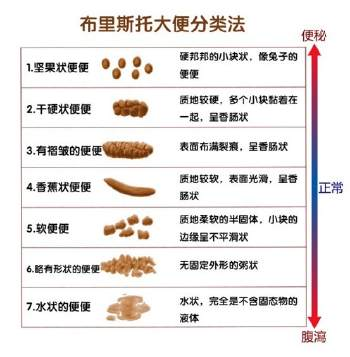 布里斯托大便分类法
便秘
1.坚果状便便
硬邦邦的小块状，像兔子的
便便
2.干硬状便便
质地较硬，多个小块黏着在
一起，呈香肠状
3.有褶皱的便便
表面布满裂痕，呈香肠状
4.香蕉状便便
质地较软，表面光滑，呈香
肠状
正常
5.软便便
质地柔软的半固体，小块的
边缘呈不平滑状
6.略有形状的便便
无固定外形的粥状
7.水状的便便
水状，完全是不含固态物的
液体
腹泻